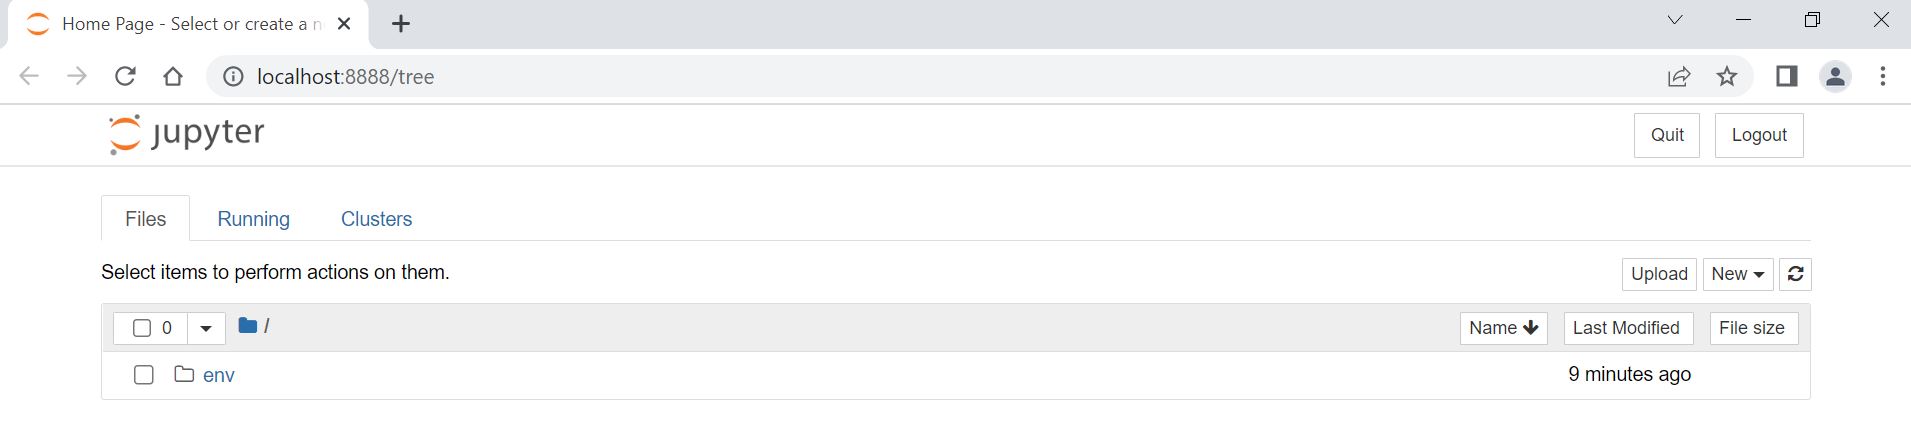 Home Page - Select or create a n
localhost:8888/tree
jupyter
Quit Logout
Files Running Clusters
Select items to perform actions on them.
Upload New
0 / Name Last Modified File size
env 9 minutes ago